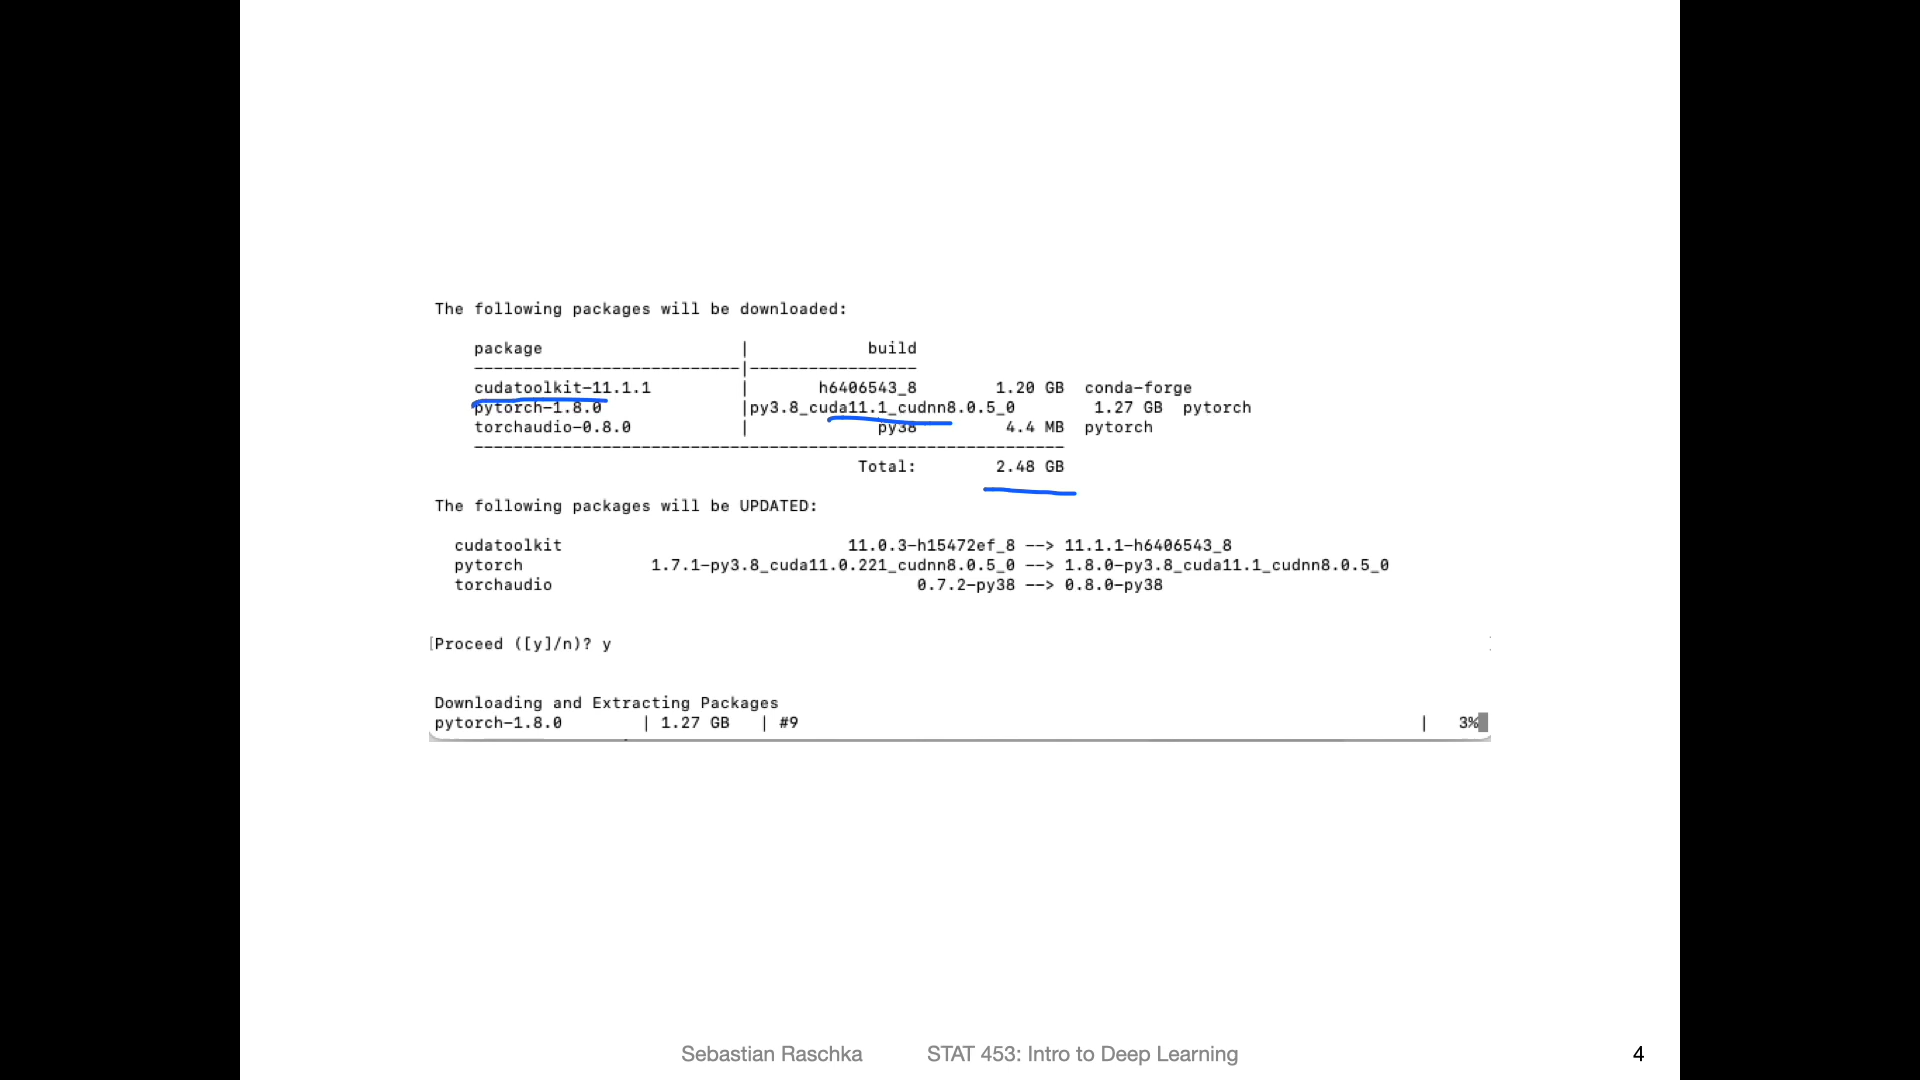 The following packages will be downloaded:
package | build
---------------------------|-----------------
cudatoolkit-11.1.1 | h6406543_8 1.20 GB conda-forge
pytorch-1.8.0 |py3.8_cuda11.1_cudnn8.0.5_0 1.27 GB pytorch
torchaudio-0.8.0 | py38 4.4 MB pytorch
------------------------------------------------------------
Total: 2.48 GB
The following packages will be UPDATED:
cudatoolkit 11.0.3-h15472ef_8 --> 11.1.1-h6406543_8
pytorch 1.7.1-py3.8_cuda11.0.221_cudnn8.0.5_0 --> 1.8.0-py3.8_cuda11.1_cudnn8.0.5_0
torchaudio 0.7.2-py38 --> 0.8.0-py38
[Proceed ([y]/n)? y
Downloading and Extracting Packages
pytorch-1.8.0 | 1.27 GB | #9 | 3%
Sebastian Raschka STAT 453: Intro to Deep Learning 4